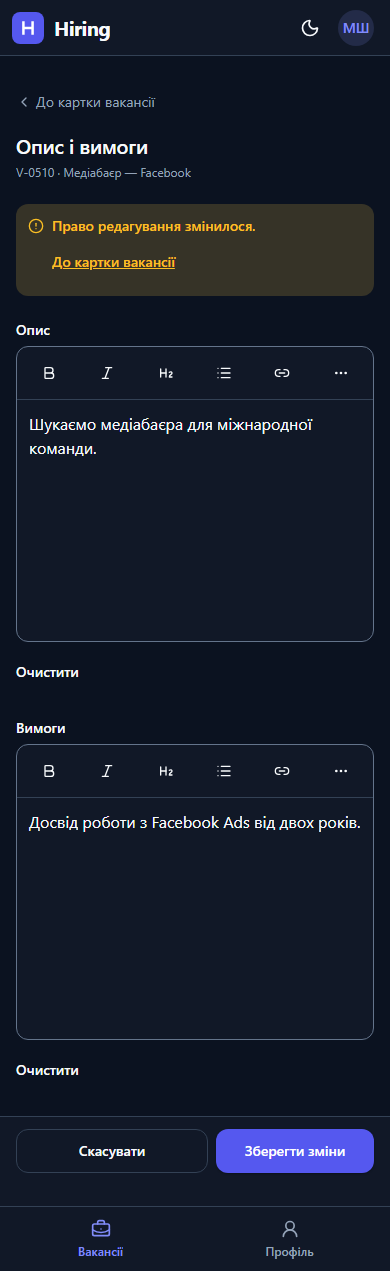 H Hiring
МШ
До картки вакансії
Опис і вимоги
V-0510 · Медіабаєр — Facebook
Право редагування змінилося.
До картки вакансії
Опис
B I H2
Шукаємо медіабаєра для міжнародної
команди.
Очистити
Вимоги
B I H2
Досвід роботи з Facebook Ads від двох років.
Очистити
Скасувати
Зберегти зміни
Вакансії
Профіль